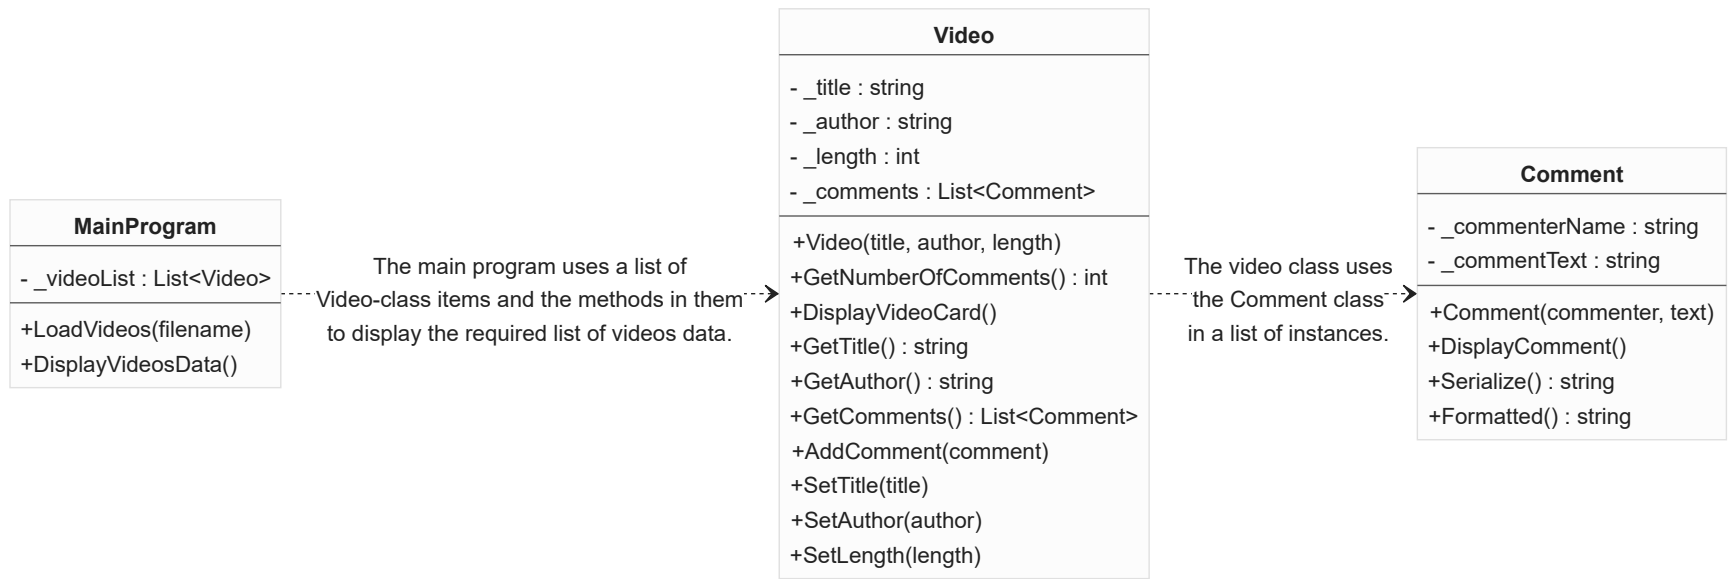 MainProgram
- _videoList : List<Video>
+LoadVideos(filename)
+DisplayVideosData()
The main program uses a list of
Video-class items and the methods in them
to display the required list of videos data.
Video
- _title : string
- _author : string
- _length : int
- _comments : List<Comment>
+Video(title, author, length)
+GetNumberOfComments() : int
+DisplayVideoCard()
+GetTitle() : string
+GetAuthor() : string
+GetComments() : List<Comment>
+AddComment(comment)
+SetTitle(title)
+SetAuthor(author)
+SetLength(length)
The video class uses
the Comment class
in a list of instances.
Comment
- _commenterName : string
- _commentText : string
+Comment(commenter, text)
+DisplayComment()
+Serialize() : string
+Formatted() : string